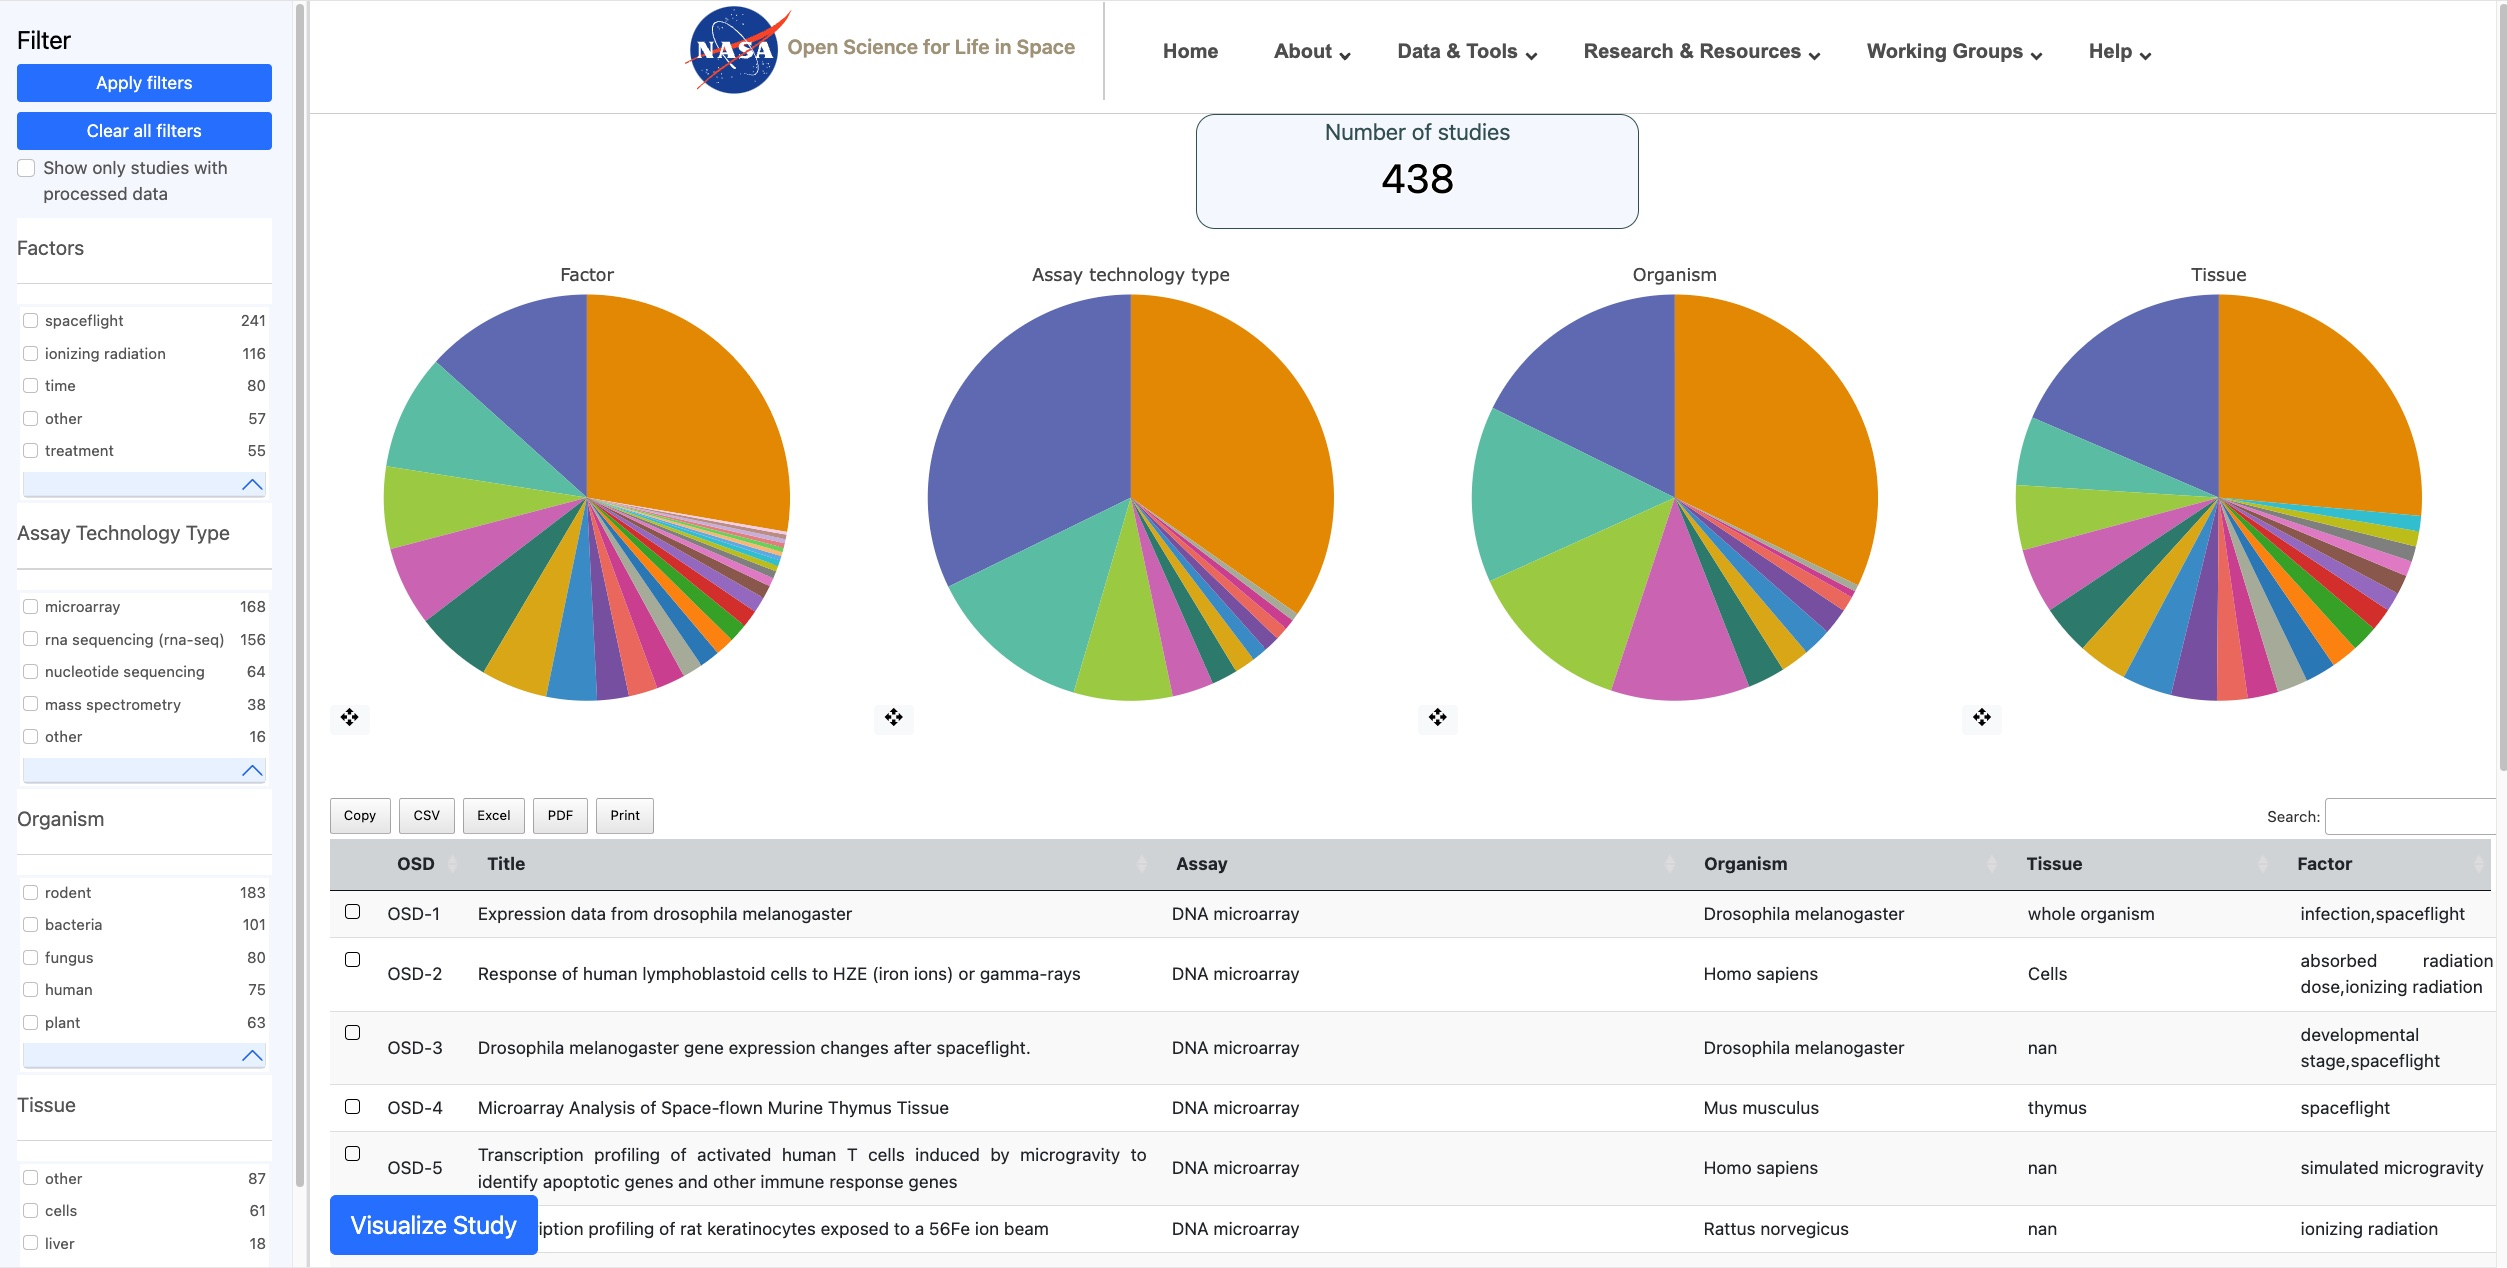 Filter
Apply filters
Clear all filters
Show only studies with
processed data
Factors
spaceflight 241
ionizing radiation 116
time 80
other 57
treatment 55
Assay Technology Type
microarray 168
rna sequencing (rna-seq) 156
nucleotide sequencing 64
mass spectrometry 38
other 16
Organism
rodent 183
bacteria 101
fungus 80
human 75
plant 63
Tissue
other 87
cells 61
liver 18
NASA Open Science for Life in Space
Home About Data & Tools Research & Resources Working Groups Help
Number of studies
438
Factor Assay technology type Organism Tissue
Copy CSV Excel PDF Print Search:
OSD Title Assay Organism Tissue Factor
OSD-1 Expression data from drosophila melanogaster DNA microarray Drosophila melanogaster whole organism infection,spaceflight
OSD-2 Response of human lymphoblastoid cells to HZE (iron ions) or gamma-rays DNA microarray Homo sapiens Cells absorbed radiation
dose,ionizing radiation
OSD-3 Drosophila melanogaster gene expression changes after spaceflight. DNA microarray Drosophila melanogaster nan developmental
stage,spaceflight
OSD-4 Microarray Analysis of Space-flown Murine Thymus Tissue DNA microarray Mus musculus thymus spaceflight
OSD-5 Transcription profiling of activated human T cells induced by microgravity to
identify apoptotic genes and other immune response genes DNA microarray Homo sapiens nan simulated microgravity
Visualize Study
iption profiling of rat keratinocytes exposed to a 56Fe ion beam DNA microarray Rattus norvegicus nan ionizing radiation